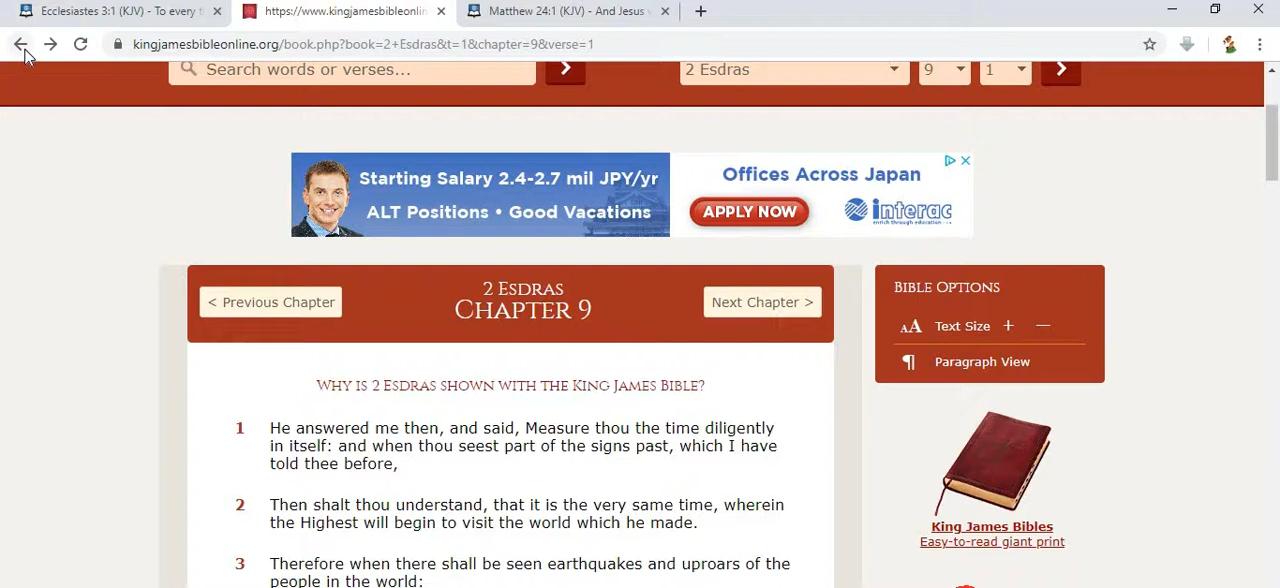 Ecclesiastes 3:1 (KJV) - To every
https://www.kingjamesbibleonlin
Matthew 24:1 (KJV) - And Jesus
kingjamesbibleonline.org/book.php?book=2+Esdras&t=1&chapter=9&verse=1
Search words or verses...
2 Esdras
9
1
Starting Salary 2.4-2.7 mil JPY/yr
ALT Positions • Good Vacations
Offices Across Japan
APPLY NOW
interac
enrich through education
< Previous Chapter
2 Esdras
Chapter 9
Next Chapter >
Bible Options
AA Text Size + —
¶ Paragraph View
Why is 2 Esdras shown with the King James Bible?
1 He answered me then, and said, Measure thou the time diligently
in itself: and when thou seest part of the signs past, which I have
told thee before,
2 Then shalt thou understand, that it is the very same time, wherein
the Highest will begin to visit the world which he made.
3 Therefore when there shall be seen earthquakes and uproars of the
people in the world:
King James Bibles
Easy-to-read giant print